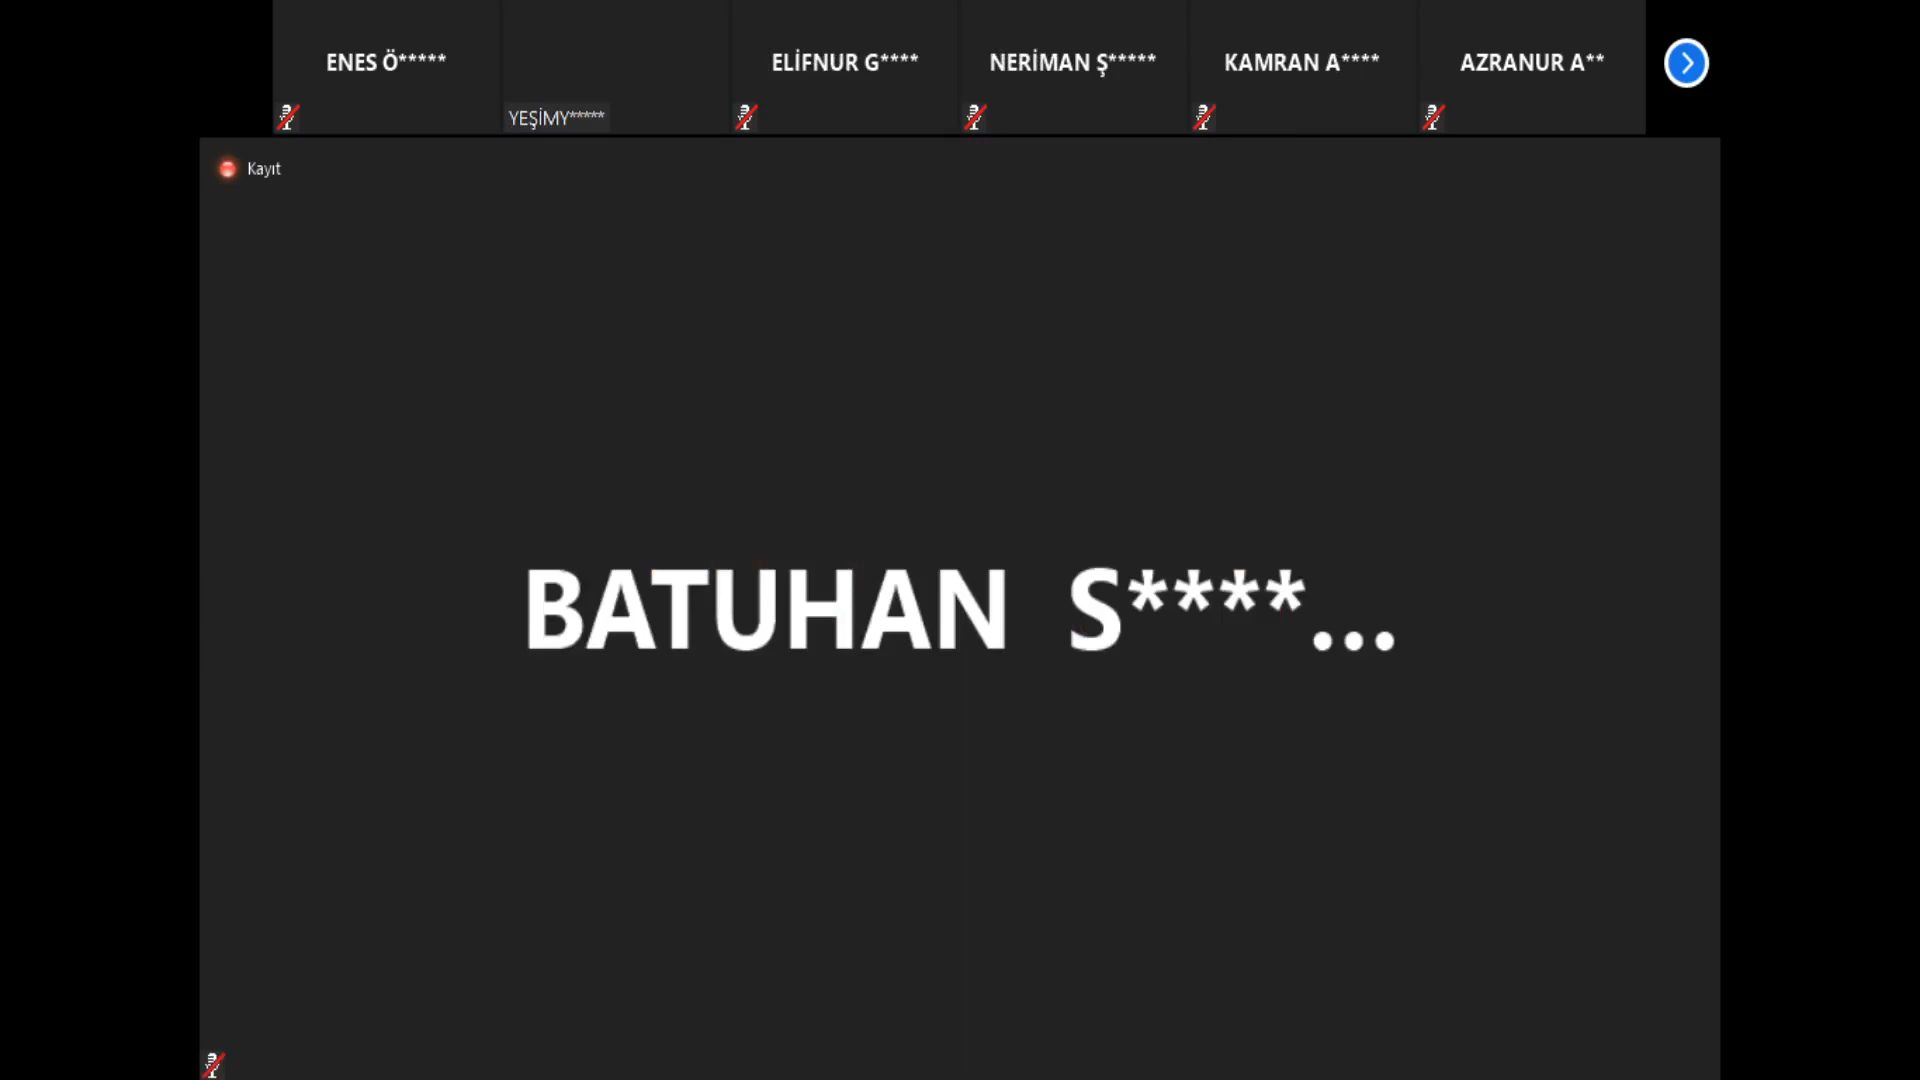 ENES Ö*****
YEŞİMY*****
ELİFNUR G****
NERİMAN Ş*****
KAMRAN A****
AZRANUR A**
Kayıt
BATUHAN S****...